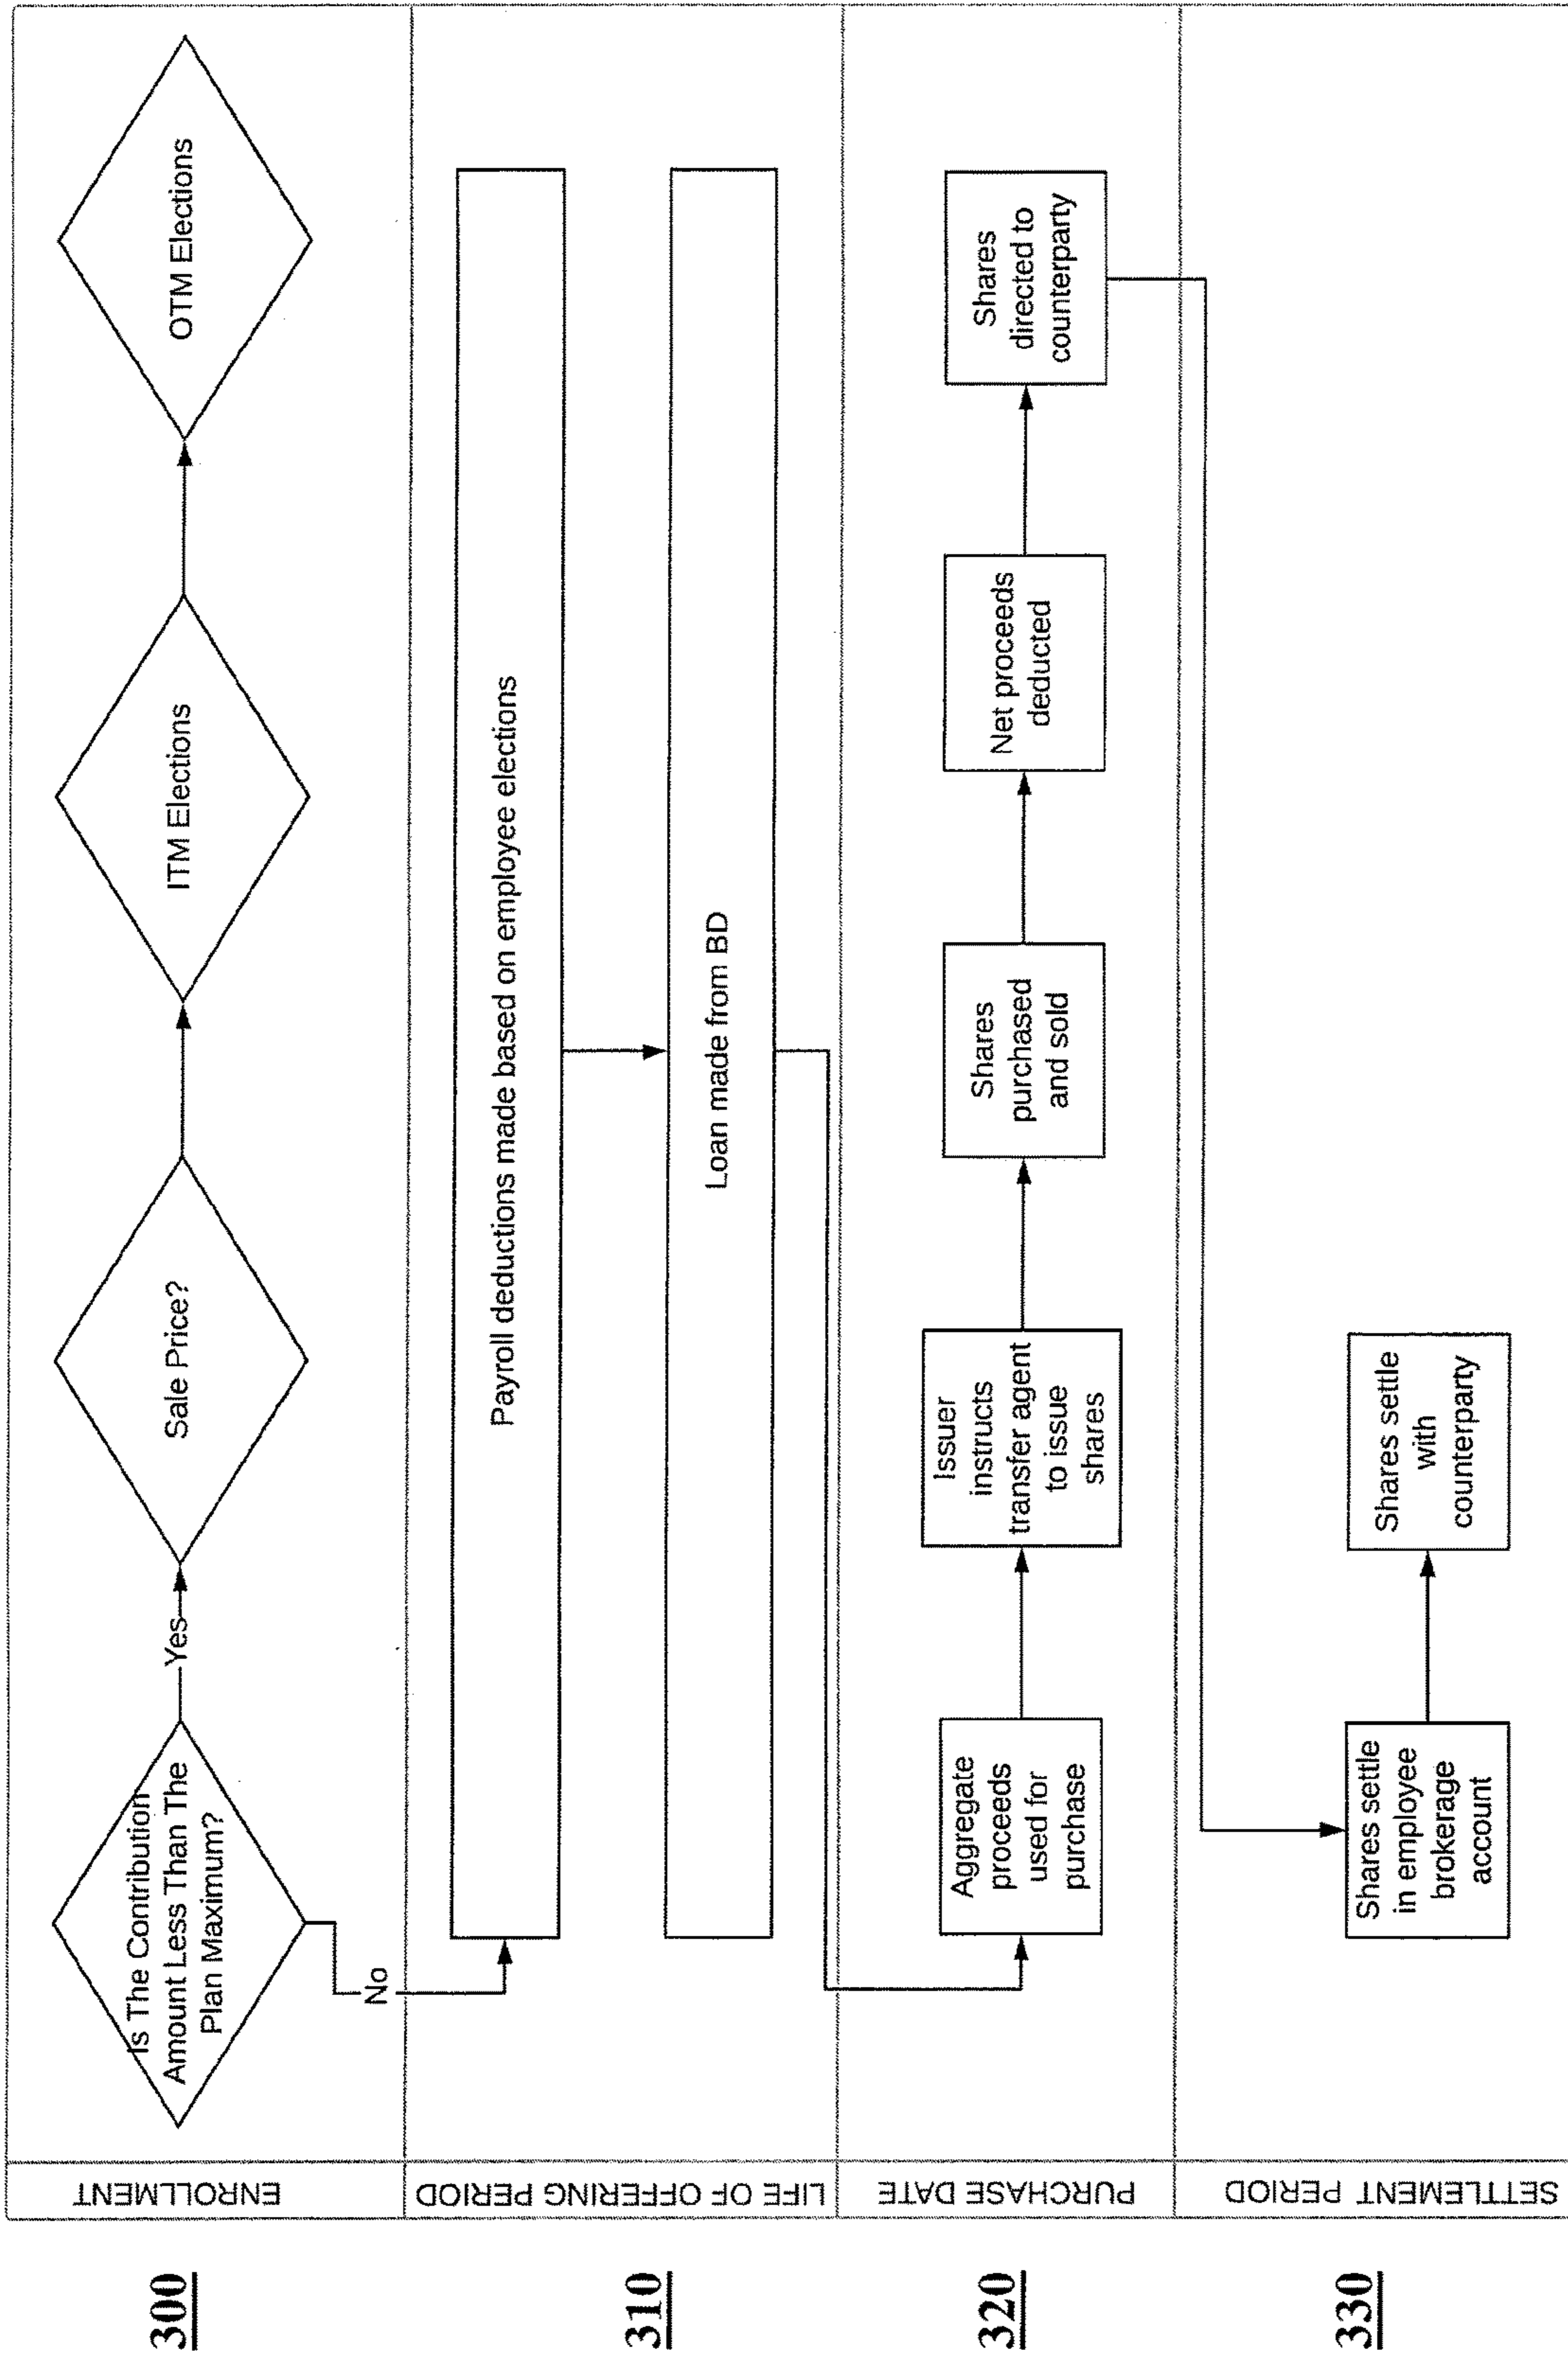 300
ENROLLMENT
Is The Contribution
Amount Less Than The
Plan Maximum?
Yes
No
Sale Price?
ITM Elections
OTM Elections
310
LIFE OF OFFERING PERIOD
Payroll deductions made based on employee elections
Loan made from BD
320
PURCHASE DATE
Aggregate
proceeds
used for
purchase
Issuer
instructs
transfer agent
to issue
shares
Shares
purchased
and sold
Net proceeds
deducted
Shares
directed to
counterparty
330
SETTLEMENT PERIOD
Shares settle
in employee
brokerage
account
Shares settle
with
counterparty